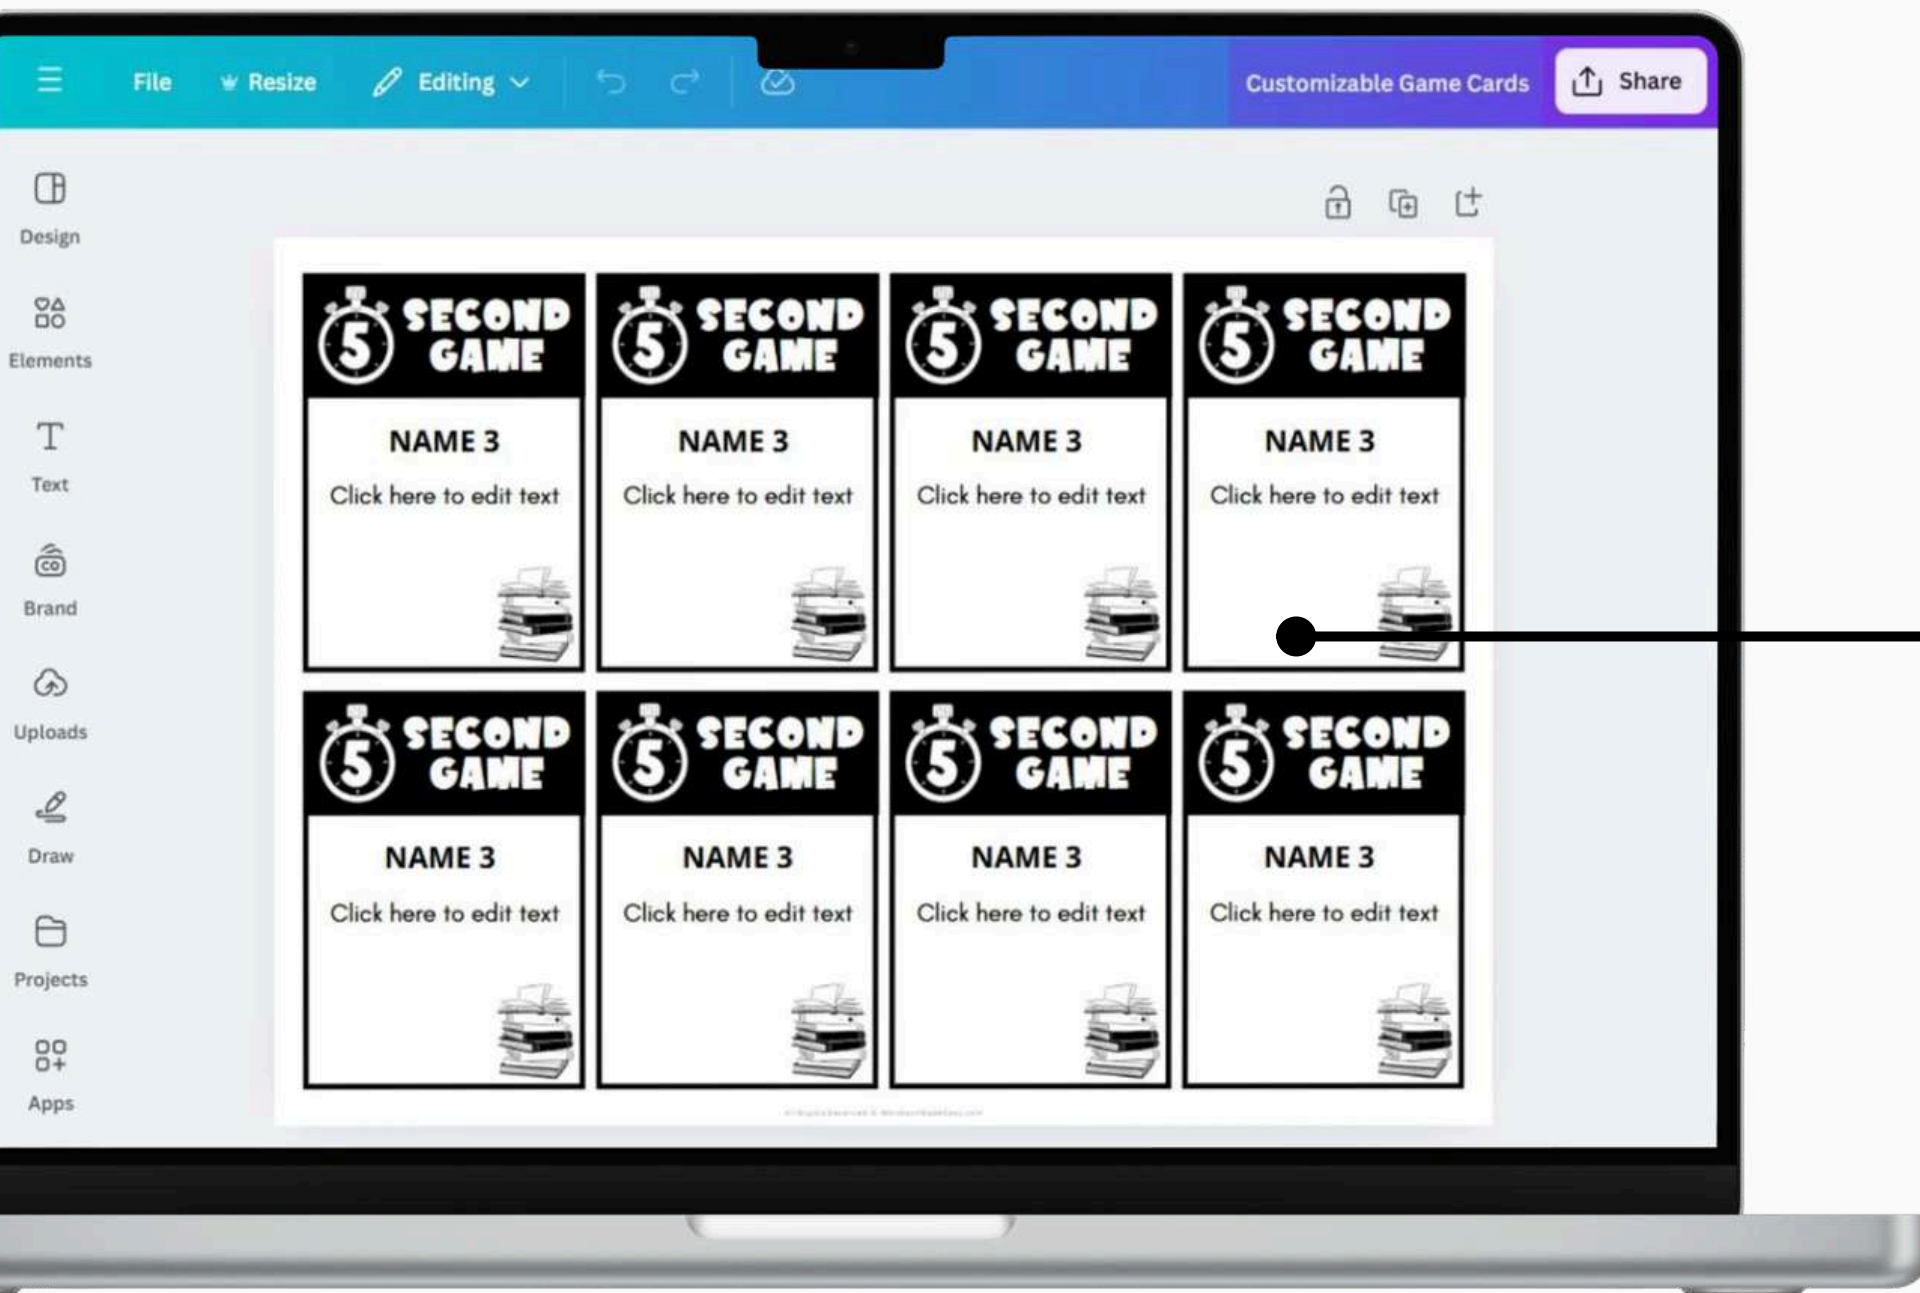 File
Resize
Editing
Customizable Game Cards
Share
Design
Elements
Text
CO
Brand
Uploads
Draw
Projects
Apps
5 SECOND GAME
NAME 3
Click here to edit text
5 SECOND GAME
NAME 3
Click here to edit text
5 SECOND GAME
NAME 3
Click here to edit text
5 SECOND GAME
NAME 3
Click here to edit text
5 SECOND GAME
NAME 3
Click here to edit text
5 SECOND GAME
NAME 3
Click here to edit text
5 SECOND GAME
NAME 3
Click here to edit text
5 SECOND GAME
NAME 3
Click here to edit text